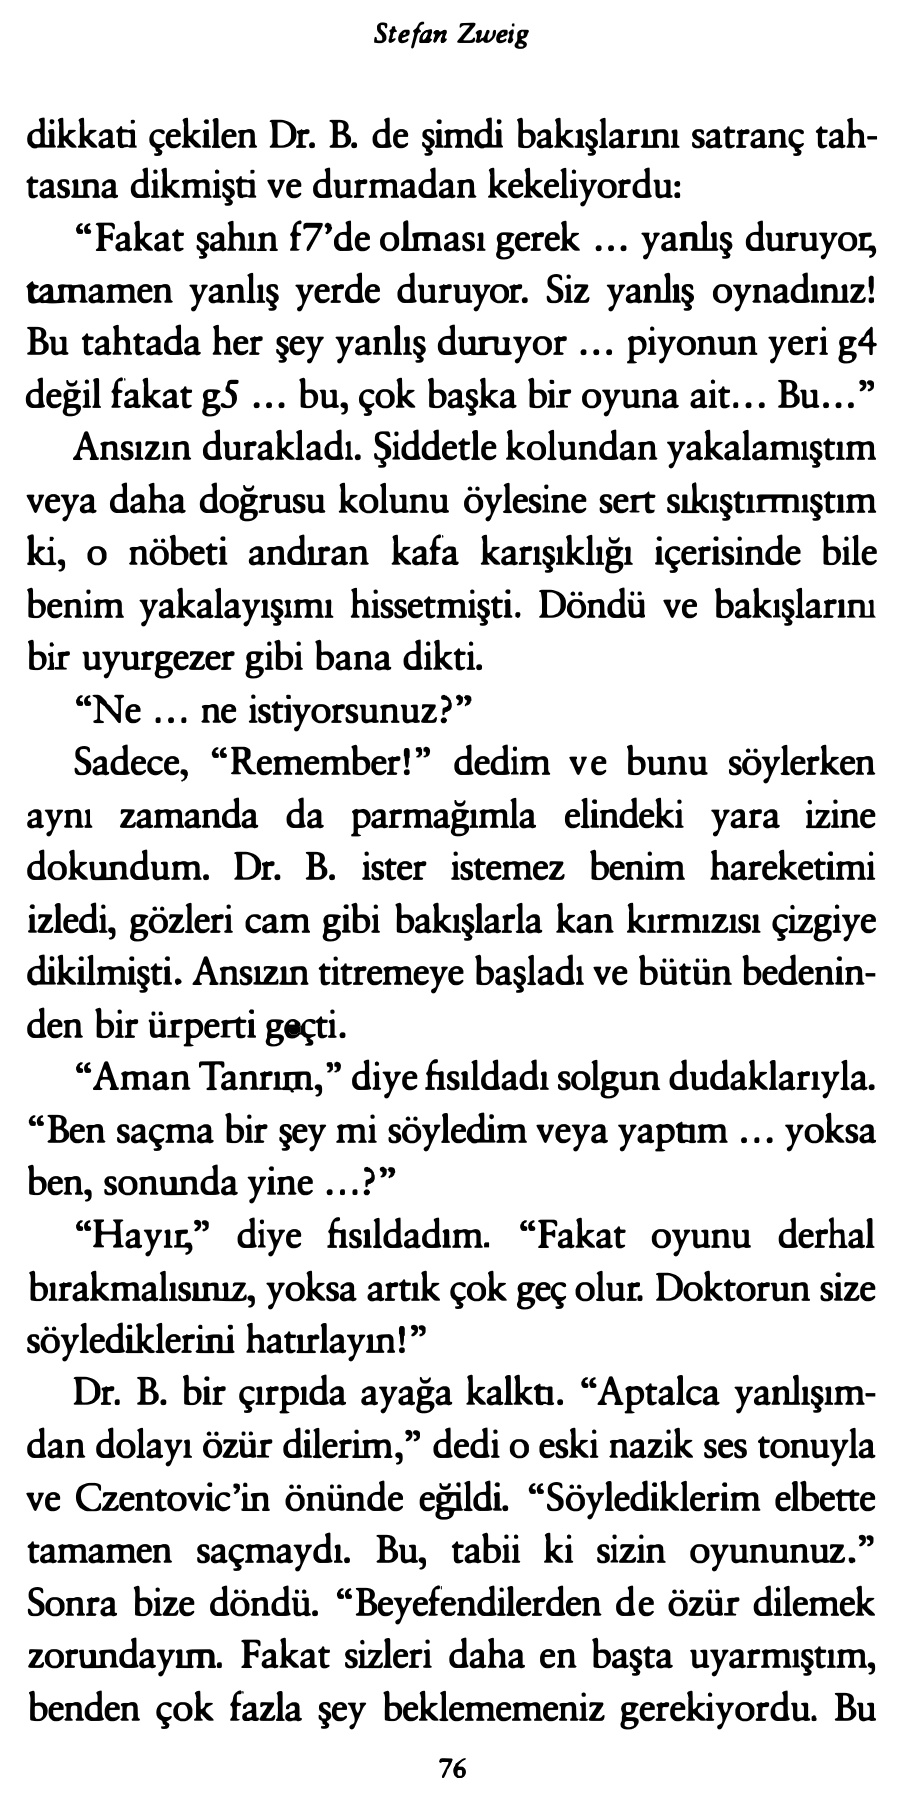 Stefan Zweig
dikkati çekilen Dr. B. de şimdi bakışlarını satranç tah-
tasına dikmişti ve durmadan kekeliyordu:
“Fakat şahın f7’de olması gerek ... yanlış duruyor,
tamamen yanlış yerde duruyor. Siz yanlış oynadınız!
Bu tahtada her şey yanlış duruyor ... piyonun yeri g4
değil fakat g5 ... bu, çok başka bir oyuna ait... Bu...”
Ansızın durakladı. Şiddetle kolundan yakalamıştım
veya daha doğrusu kolunu öylesine sert sıkıştırmıştım
ki, o nöbeti andıran kafa karışıklığı içerisinde bile
benim yakalayışımı hissetmişti. Döndü ve bakışlarını
bir uyurgezer gibi bana dikti.
“Ne ... ne istiyorsunuz?”
Sadece, “Remember!” dedim ve bunu söylerken
aynı zamanda da parmağımla elindeki yara izine
dokundum. Dr. B. ister istemez benim hareketimi
izledi, gözleri cam gibi bakışlarla kan kırmızısı çizgiye
dikilmişti. Ansızın titremeye başladı ve bütün bedenin-
den bir ürperti geçti.
“Aman Tanrım,” diye fısıldadı solgun dudaklarıyla.
“Ben saçma bir şey mi söyledim veya yaptım ... yoksa
ben, sonunda yine ...?”
“Hayır,” diye fısıldadım. “Fakat oyunu derhal
bırakmalısınız, yoksa artık çok geç olur. Doktorun size
söylediklerini hatırlayın!”
Dr. B. bir çırpıda ayağa kalktı. “Aptalca yanlışım-
dan dolayı özür dilerim,” dedi o eski nazik ses tonuyla
ve Czentovic’in önünde eğildi. “Söylediklerim elbette
tamamen saçmaydı. Bu, tabii ki sizin oyununuz.”
Sonra bize döndü. “Beyefendilerden de özür dilemek
zorundayım. Fakat sizleri daha en başta uyarmıştım,
benden çok fazla şey beklememeniz gerekiyordu. Bu
76